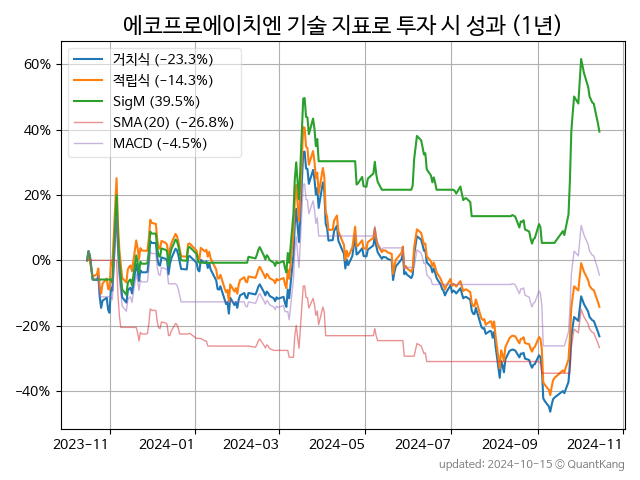 에코프로에이치엔 기술 지표로 투자 시 성과 (1년)
60%
40%
20%
0%
−20%
−40%
거치식 (−23.3%)
적립식 (−14.3%)
SigM (39.5%)
SMA(20) (−26.8%)
MACD (−4.5%)
2023-11 2024-01 2024-03 2024-05 2024-07 2024-09 2024-11
updated: 2024-10-15 © QuantKang